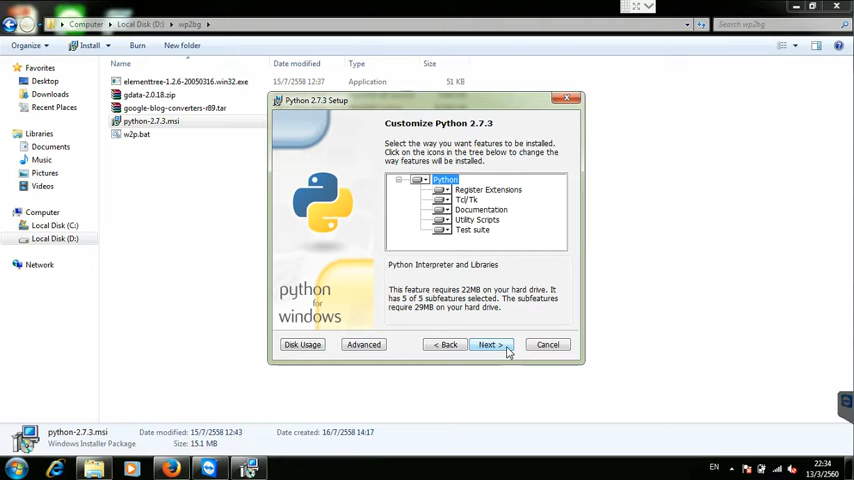 Computer
Local Disk (D:)
wp2bg
Search wp2bg
Organize
Install
Burn
New folder
Name
Date modified
Type
Size
Favorites
Desktop
Downloads
Recent Places
Libraries
Documents
Music
Pictures
Videos
Computer
Local Disk (C:)
Local Disk (D:)
Network
elementtree-1.2.6-20050316.win32.exe
15/7/2558 12:37
Application
51 KB
gdata-2.0.18.zip
google-blog-converters-r89.tar
python-2.7.3.msi
w2p.bat
Python 2.7.3 Setup
Customize Python 2.7.3
Select the way you want features to be installed.
Click on the icons in the tree below to change the
way features will be installed.
Python
Register Extensions
Tcl/Tk
Documentation
Utility Scripts
Test suite
Python Interpreter and Libraries
This feature requires 22MB on your hard drive. It
has 5 of 5 subfeatures selected. The subfeatures
require 29MB on your hard drive.
python
for
windows
Disk Usage
Advanced
< Back
Next >
Cancel
python-2.7.3.msi
Date modified: 15/7/2558 12:43
Date created: 16/7/2558 14:17
Windows Installer Package
Size: 15.1 MB
EN
22:34
13/3/2560